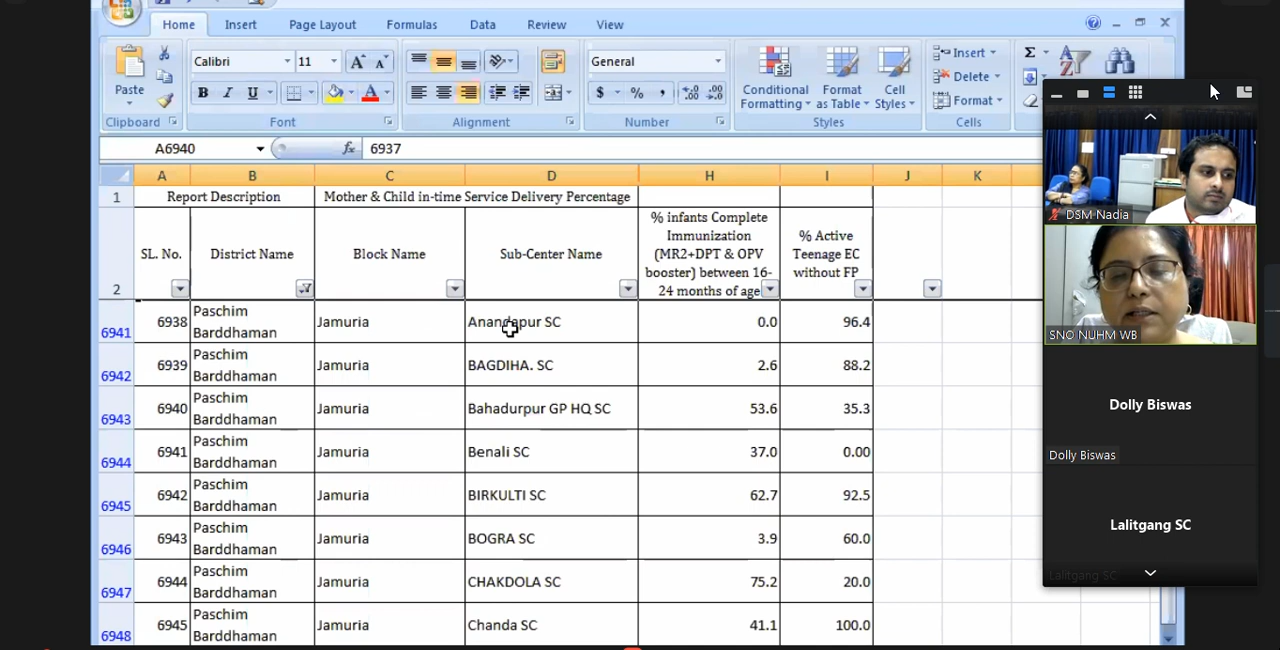 Home Insert Page Layout Formulas Data Review View
Calibri 11 General Insert Σ
Paste B I U $ % , Conditional Formatting Format as Table Cell Styles Delete
Format
Clipboard Font Alignment Number Styles Cells
A6940 fx 6937
A B C D H I J K
1 Report Description Mother & Child in-time Service Delivery Percentage
2 SL. No. District Name Block Name Sub-Center Name % infants Complete Immunization (MR2+DPT & OPV booster) between 16-24 months of age % Active Teenage EC without FP
6941 6938 Paschim Barddhaman Jamuria Anandapur SC 0.0 96.4
6942 6939 Paschim Barddhaman Jamuria BAGDIHA. SC 2.6 88.2
6943 6940 Paschim Barddhaman Jamuria Bahadurpur GP HQ SC 53.6 35.3
6944 6941 Paschim Barddhaman Jamuria Benali SC 37.0 0.00
6945 6942 Paschim Barddhaman Jamuria BIRKULTI SC 62.7 92.5
6946 6943 Paschim Barddhaman Jamuria BOGRA SC 3.9 60.0
6947 6944 Paschim Barddhaman Jamuria CHAKDOLA SC 75.2 20.0
6948 6945 Paschim Barddhaman Jamuria Chanda SC 41.1 100.0
DSM Nadia
SNO NUHM WB
Dolly Biswas
Dolly Biswas
Lalitgang SC
Lalitgang SC